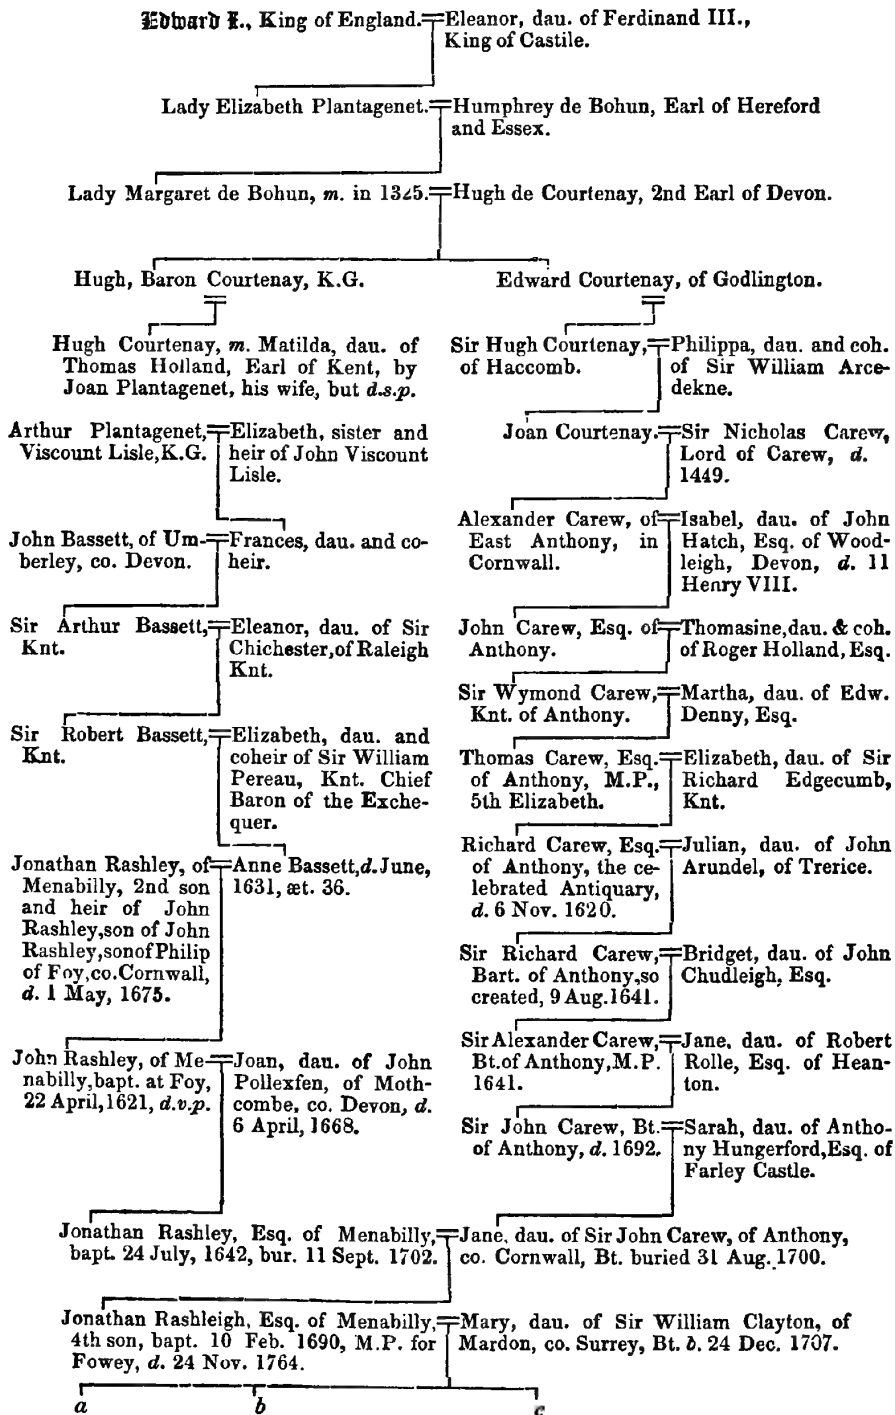 Edward I., King of England.=Eleanor, dau. of Ferdinand III.,
King of Castile.
Lady Elizabeth Plantagenet.=Humphrey de Bohun, Earl of Hereford
and Essex.
Lady Margaret de Bohun, m. in 1325.=Hugh de Courtenay, 2nd Earl of Devon.
Hugh, Baron Courtenay, K.G.
Edward Courtenay, of Godlington.
Hugh Courtenay, m. Matilda, dau. of
Thomas Holland, Earl of Kent, by
Joan Plantagenet, his wife, but d.s.p.
Sir Hugh Courtenay,=Philippa, dau. and coh.
of Haccomb. of Sir William Arce-
dekne.
Arthur Plantagenet,=Elizabeth, sister and
Viscount Lisle, K.G. heir of John Viscount
Lisle.
Joan Courtenay.=Sir Nicholas Carew,
Lord of Carew, d.
1449.
John Bassett, of Um-=Frances, dau. and co-
berley, co. Devon. heir.
Alexander Carew, of=Isabel, dau. of John
East Anthony, in Hatch, Esq. of Wood-
Cornwall. leigh, Devon, d. 11
Henry VIII.
Sir Arthur Bassett,=Eleanor, dau. of Sir
Knt. Chichester, of Raleigh
Knt.
John Carew, Esq. of=Thomasine, dau. & coh.
Anthony. of Roger Holland, Esq.
Sir Wymond Carew,=Martha, dau. of Edw.
Knt. of Anthony. Denny, Esq.
Sir Robert Bassett,=Elizabeth, dau. and
Knt. coheir of Sir William
Pereau, Knt. Chief
Baron of the Exche-
quer.
Thomas Carew, Esq.=Elizabeth, dau. of Sir
of Anthony, M.P., Richard Edgecumb,
5th Elizabeth. Knt.
Jonathan Rashley, of=Anne Bassett, d. June,
Menabilly, 2nd son 1631, æt. 36.
and heir of John
Rashley, son of John
Rashley, son of Philip
of Foy, co. Cornwall,
d. 1 May, 1675.
Richard Carew, Esq.=Julian, dau. of John
of Anthony, the ce- Arundel, of Trerice.
lebrated Antiquary,
d. 6 Nov. 1620.
Sir Richard Carew,=Bridget, dau. of John
Bart. of Anthony, so Chudleigh, Esq.
created, 9 Aug. 1641.
John Rashley, of Me-=Joan, dau. of John
nabilly, bapt. at Foy, Pollexfen, of Moth-
22 April, 1621, d.v.p. combe, co. Devon, d.
6 April, 1668.
Sir Alexander Carew,=Jane, dau. of Robert
Bt. of Anthony, M.P. Rolle, Esq. of Hean-
1641. ton.
Sir John Carew, Bt.=Sarah, dau. of Antho-
of Anthony, d. 1692. ny Hungerford, Esq. of
Farley Castle.
Jonathan Rashley, Esq. of Menabilly,=Jane, dau. of Sir John Carew, of Anthony,
bapt. 24 July, 1642, bur. 11 Sept. 1702. co. Cornwall, Bt. buried 31 Aug. 1700.
Jonathan Rashleigh, Esq. of Menabilly,=Mary, dau. of Sir William Clayton, of
4th son, bapt. 10 Feb. 1690, M.P. for Mardon, co. Surrey, Bt. b. 24 Dec. 1707.
Fowey, d. 24 Nov. 1764.
a b c